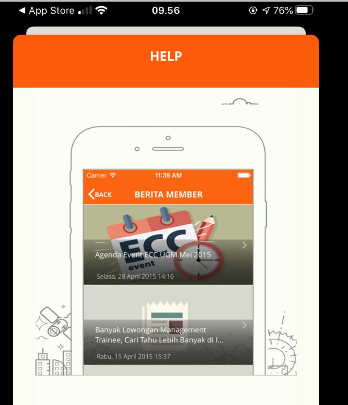 App Store
09.56
76%
HELP
Carrier
11:39 AM
BACK
BERITA MEMBER
ECC
event
Agenda Event ECC UGM Mei 2015
Selasa, 28 April 2015 14:16
Banyak Lowongan Management
Trainee, Cari Tahu Lebih Banyak di I...
Rabu, 15 April 2015 15:37